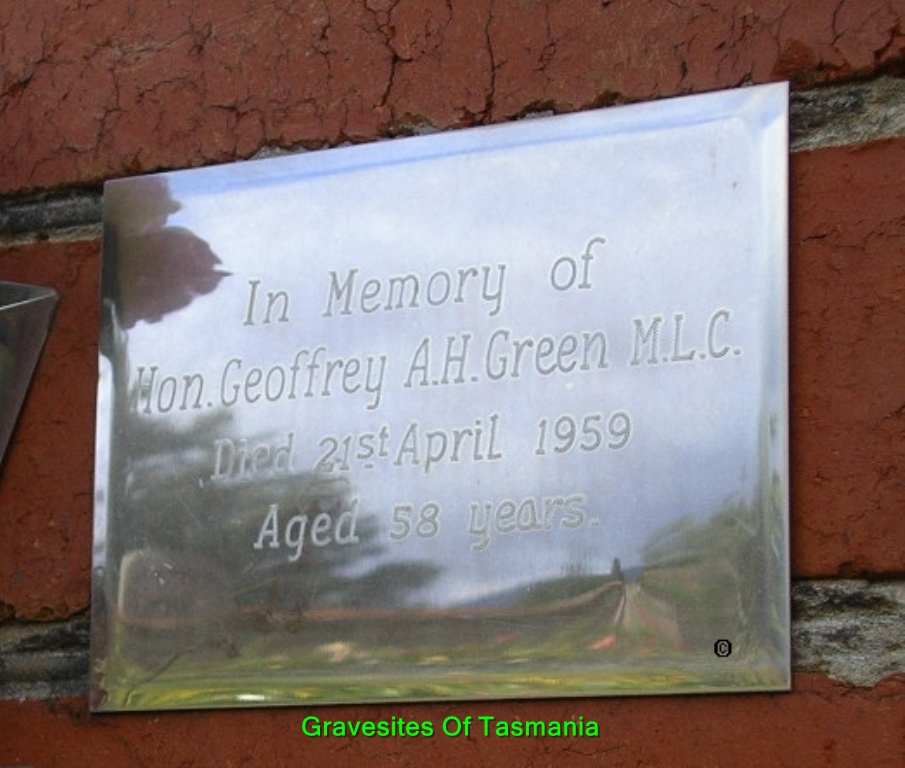 In Memory of
Hon. Geoffrey A.H. Green M.L.C.
Died 21st April 1959
Aged 58 years.
©
Gravesites Of Tasmania